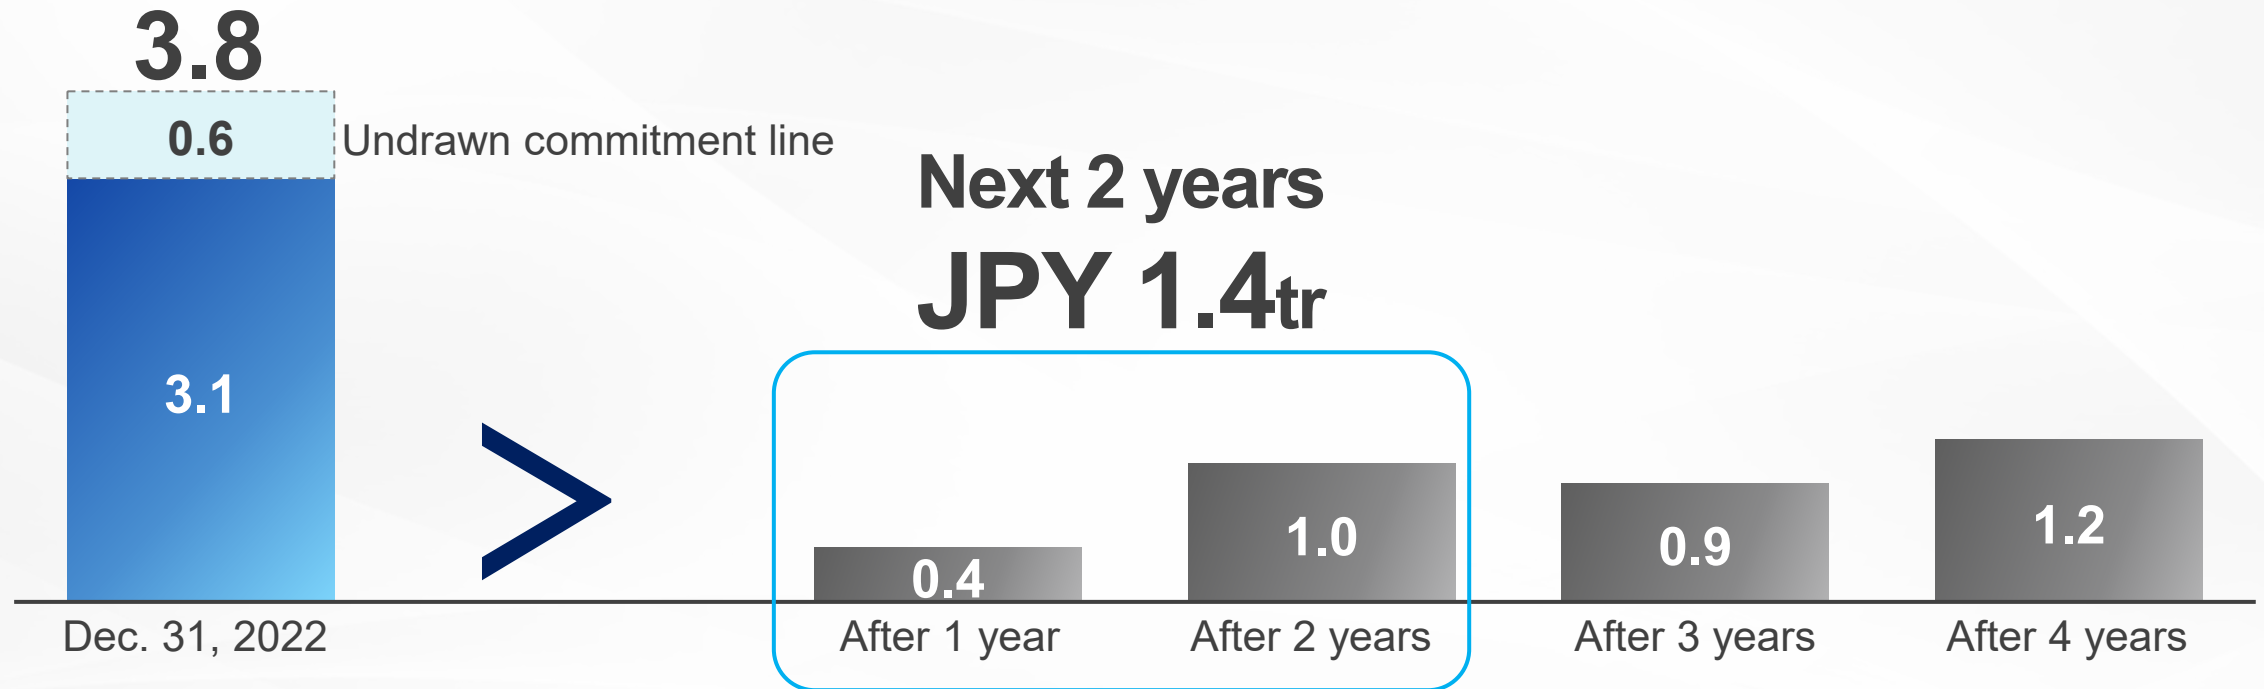 3.8
0.6
Undrawn commitment line
3.1
Dec. 31, 2022
Next 2 years
JPY 1.4tr
0.4
1.0
0.9
1.2
After 1 year
After 2 years
After 3 years
After 4 years